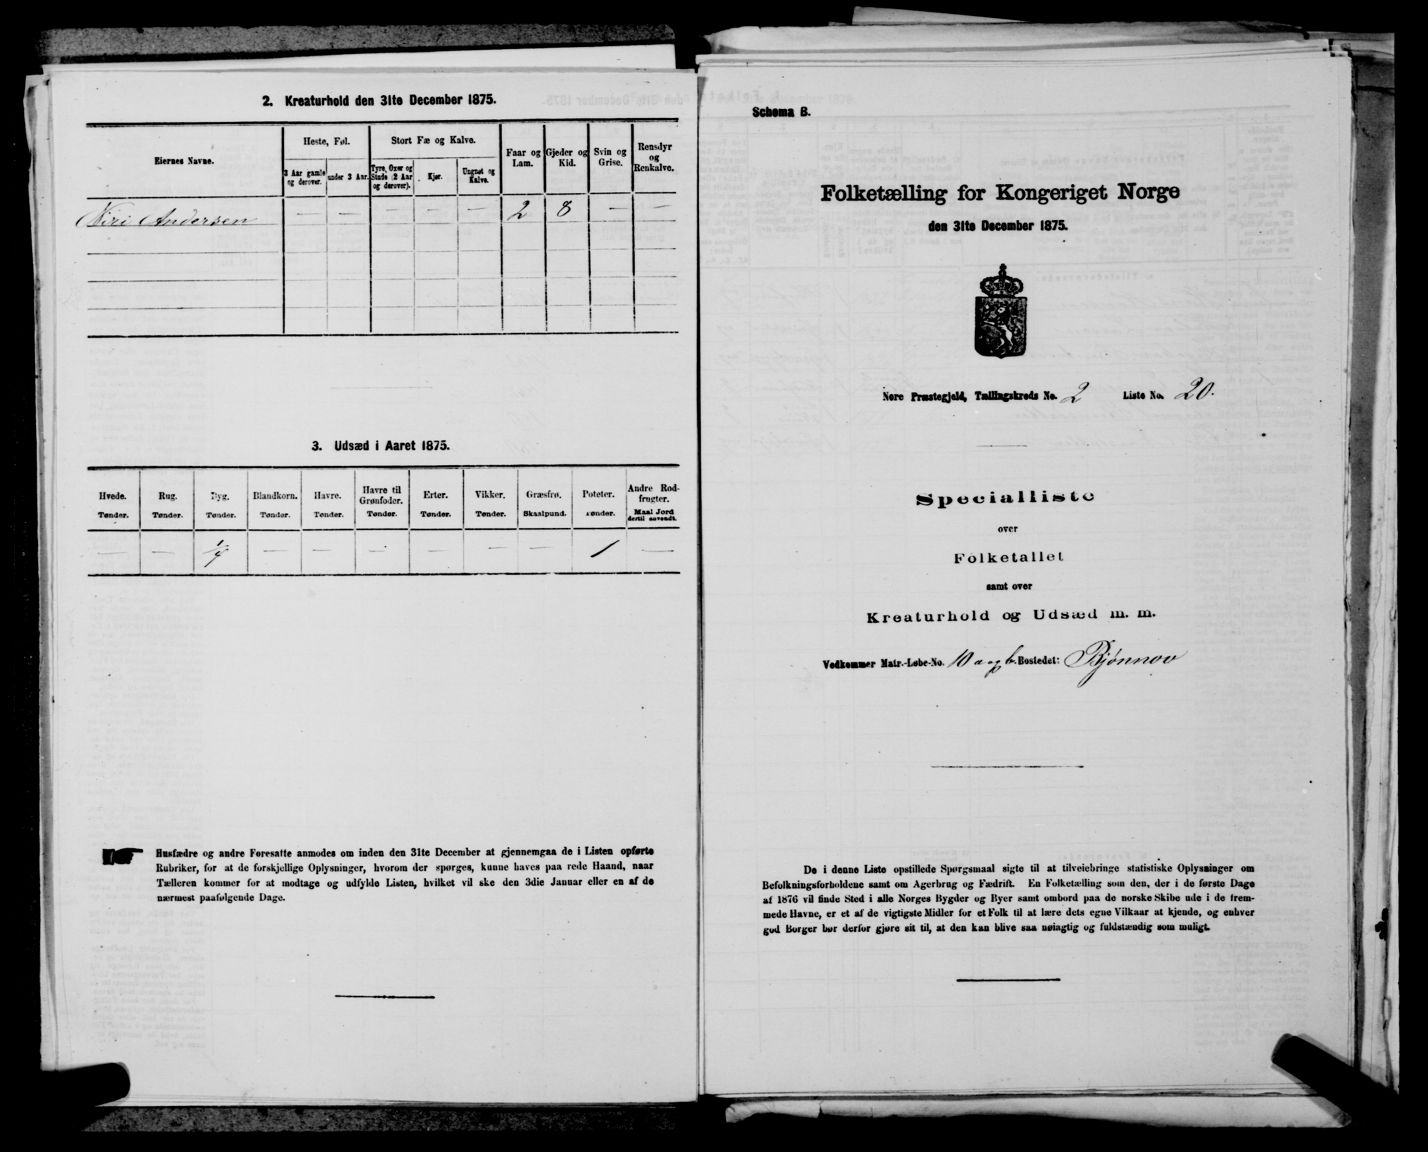 2. Kreaturhold den 31te December 1875.
Eiernes Navne.
Heste, Føl.
Stort Fæ og Kalve.
Faar og Lam.
Gjeder og Kid.
Svin og Grise.
Rensdyr og Renkalve.
3 Aar gamle og derover.
under 3 Aar.
Tyre, Oxer og Stude (2 Aar og derover).
Kjør.
Ungnøt og Kalve.
Kiri Andersen — — — — — 2 8 — —
3. Udsæd i Aaret 1875.
Hvede. Rug. Byg. Blandkorn. Havre. Havre til Grønfoder. Erter. Vikker. Græsfrø. Poteter. Andre Rodfrugter.
Tønder. Tønder. Tønder. Tønder. Tønder. Tønder. Tønder. Tønder. Skaalpund. Tønder. Maal Jord dertil anvendt.
— — 1/4 — — — — — — 1 —
Husfædre og andre Foresatte anmodes om inden den 31te December at gjennemgaa de i Listen opførte
Rubriker, for at de forskjellige Oplysninger, hvorom der spørges, kunne haves paa rede Haand, naar
Tælleren kommer for at modtage og udfylde Listen, hvilket vil ske den 3die Januar eller en af de
nærmest paafølgende Dage.
Schema B.
Folketælling for Kongeriget Norge
den 31te December 1875.
Nore Præstegjeld, Tællingskreds No. 2 Liste No. 20.
Specialliste
over
Folketallet
samt over
Kreaturhold og Udsæd m. m.
Vedkommer Matr.-Løbe-No. 10 a og b. Bostedet: Bjønnov
De i denne Liste opstillede Spørgsmaal sigte til at tilveiebringe statistiske Oplysninger om
Befolkningsforholdene samt om Agerbrug og Fædrift. En Folketælling som den, der i de første Dage
af 1876 vil finde Sted i alle Norges Bygder og Byer samt ombord paa de norske Skibe ude i de frem-
mede Havne, er et af de vigtigste Midler for et Folk til at lære dets egne Vilkaar at kjende, og enhver
god Borger bør derfor gjøre sit til, at den kan blive saa nøiagtig og fuldstændig som muligt.